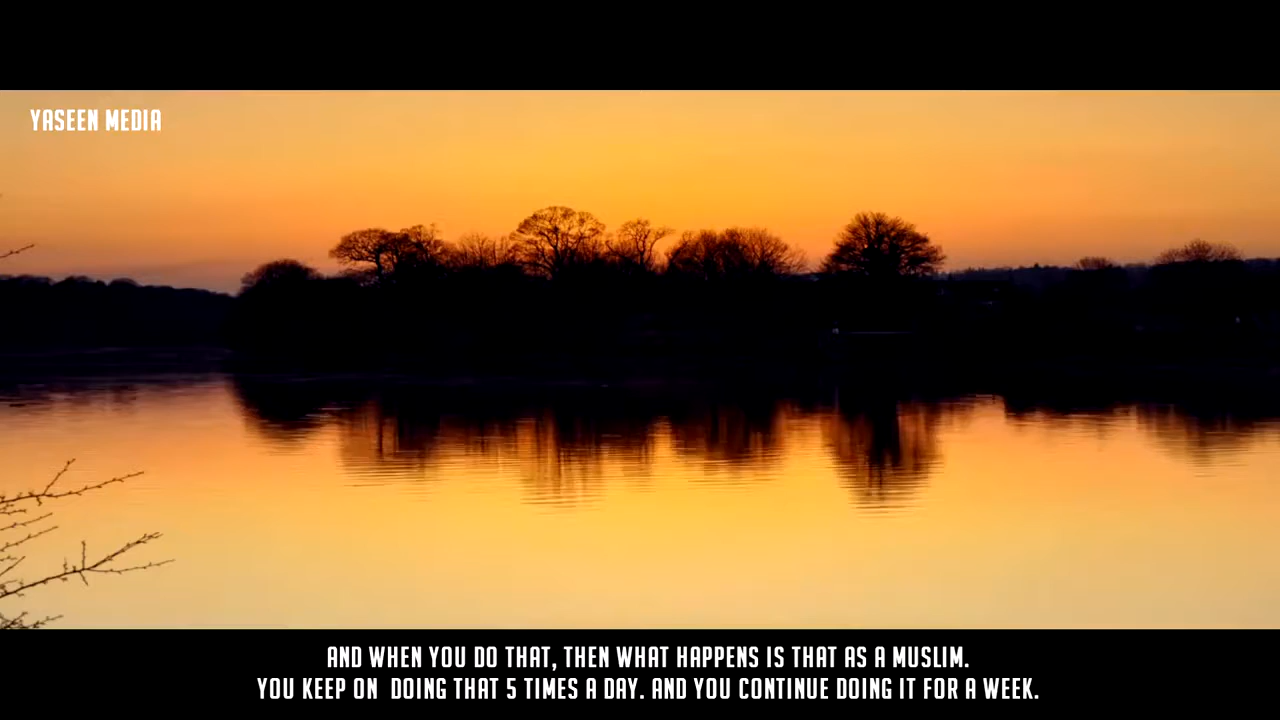 YASEEN MEDIA
AND WHEN YOU DO THAT, THEN WHAT HAPPENS IS THAT AS A MUSLIM.
YOU KEEP ON  DOING THAT 5 TIMES A DAY. AND YOU CONTINUE DOING IT FOR A WEEK.